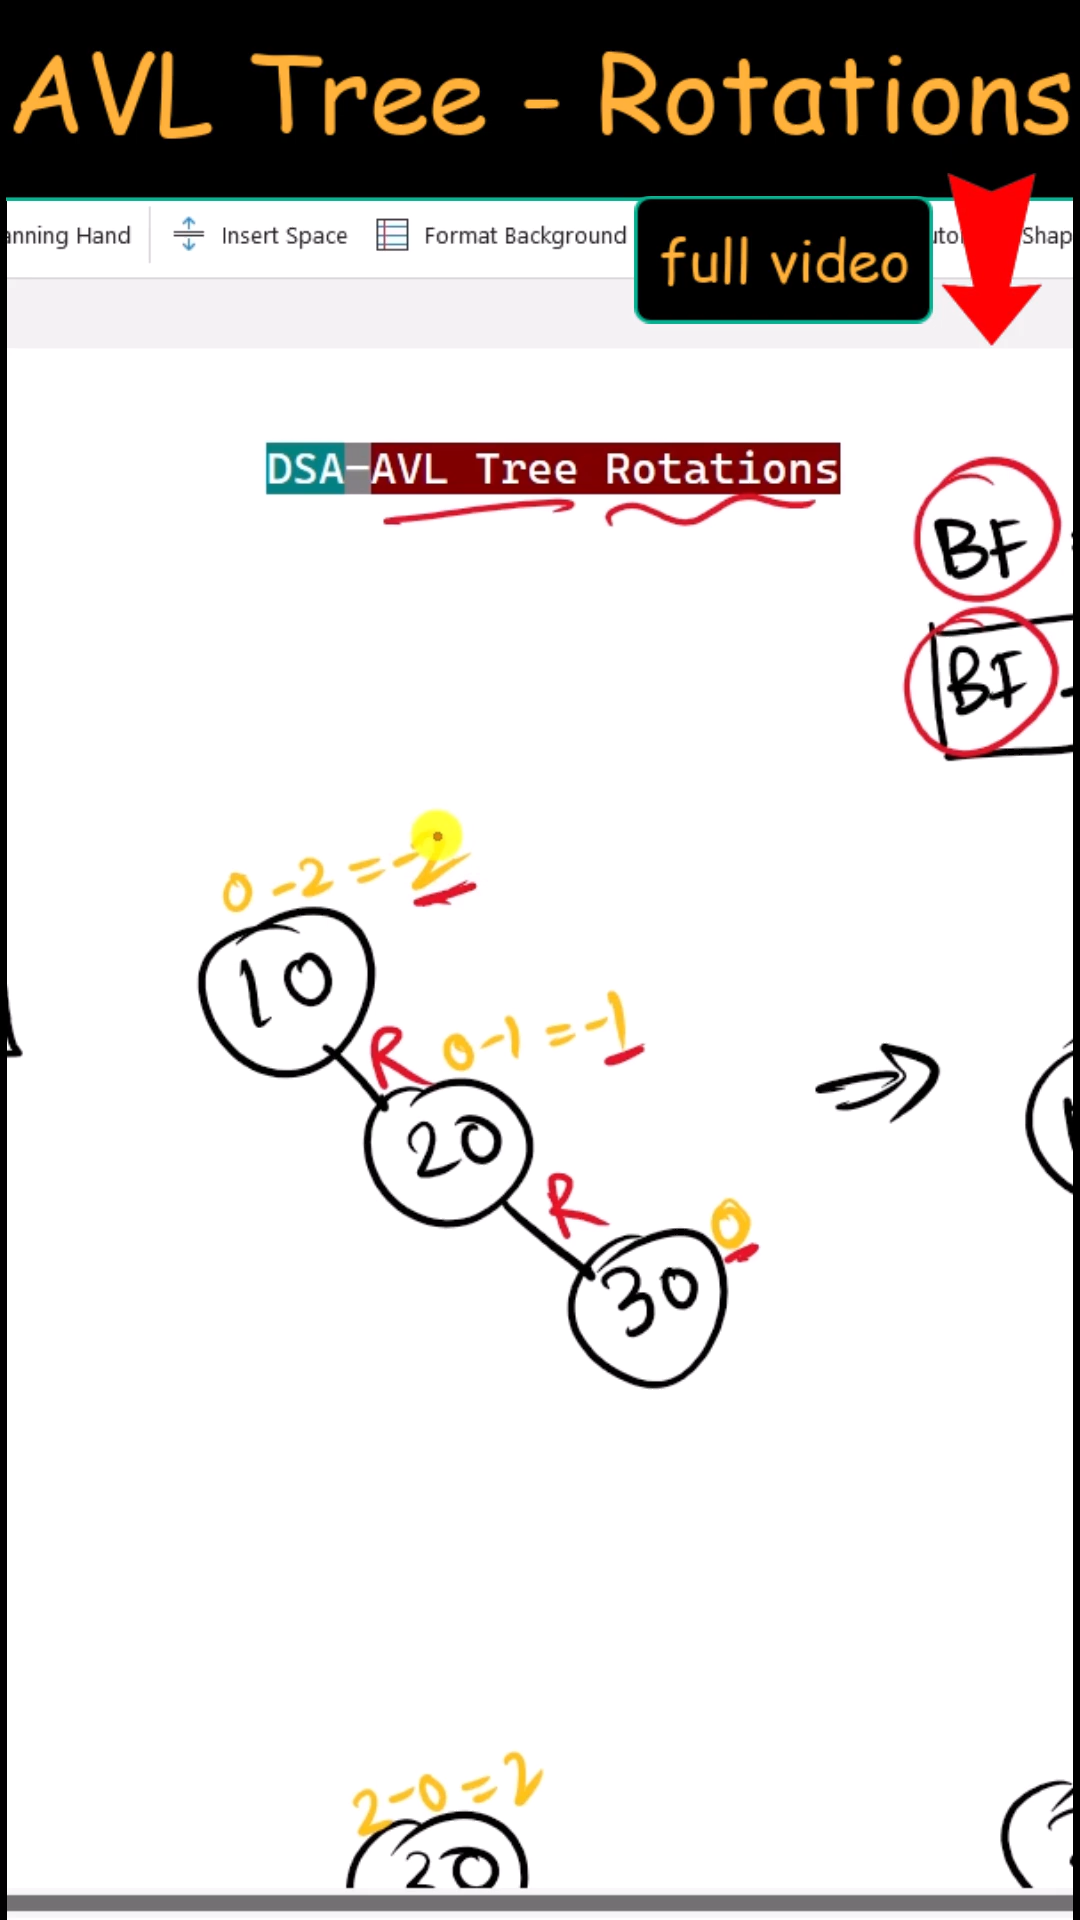 AVL Tree - Rotations
anning Hand Insert Space Format Background full video Shap
DSA-AVL Tree Rotations
BF
BF
0-2=-2
10
R 0-1=-1
20
R 0
30
2-0=2